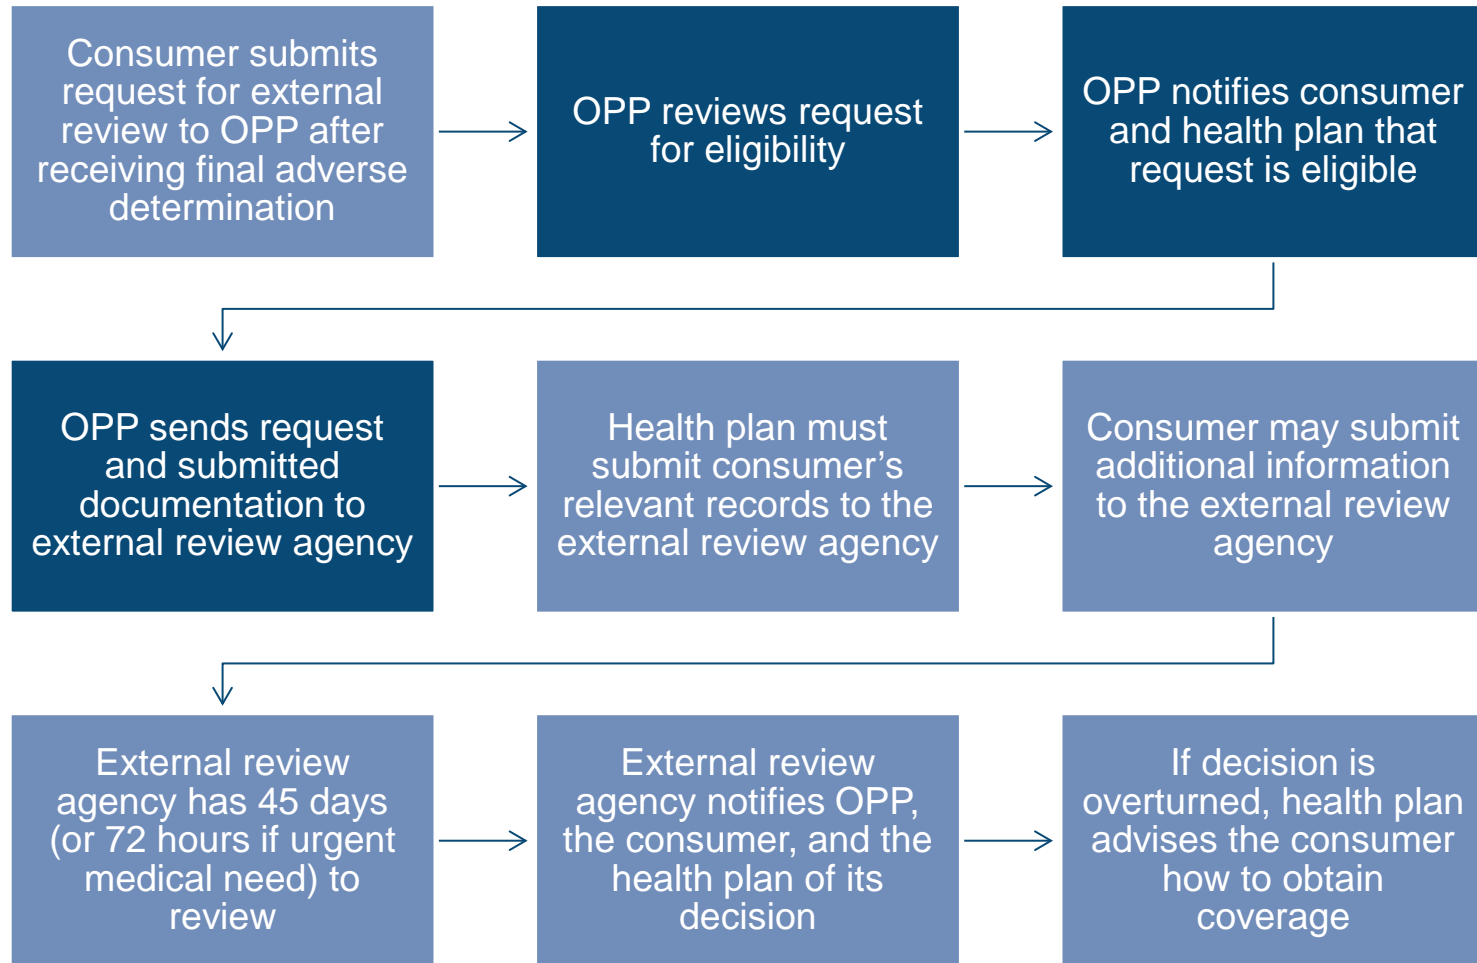 Consumer submits
request for external
review to OPP after
receiving final adverse
determination
OPP reviews request
for eligibility
OPP notifies consumer
and health plan that
request is eligible
OPP sends request
and submitted
documentation to
external review agency
Health plan must
submit consumer’s
relevant records to the
external review agency
Consumer may submit
additional information
to the external review
agency
External review
agency has 45 days
(or 72 hours if urgent
medical need) to
review
External review
agency notifies OPP,
the consumer, and the
health plan of its
decision
If decision is
overturned, health plan
advises the consumer
how to obtain
coverage